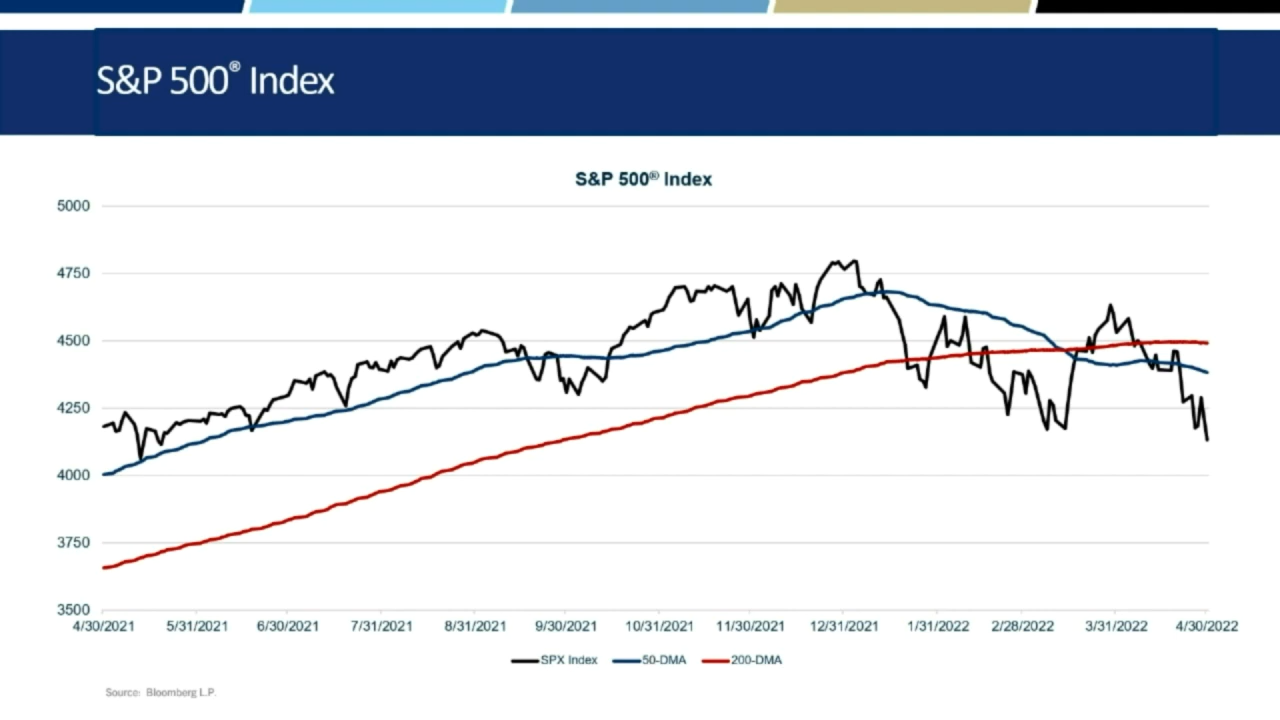 S&P 500® Index
S&P 500® Index
5000
4750
4500
4250
4000
3750
3500
4/30/2021 5/31/2021 6/30/2021 7/31/2021 8/31/2021 9/30/2021 10/31/2021 11/30/2021 12/31/2021 1/31/2022 2/28/2022 3/31/2022 4/30/2022
SPX Index 50-DMA 200-DMA
Source: Bloomberg L.P.